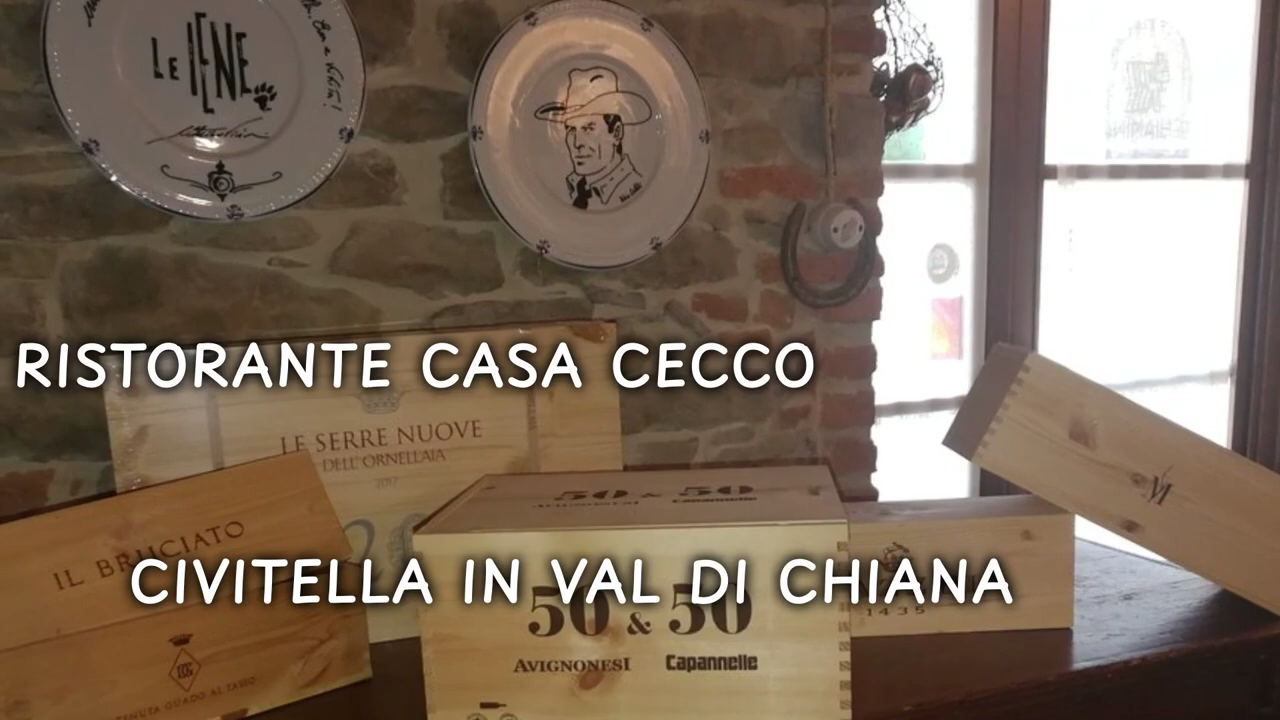 LE IENE
RISTORANTE CASA CECCO
LE SERRE NUOVE
DELL'ORNELLAIA
2017
50 & 50
Capannelle
IL BRUCIATO
CIVITELLA IN VAL DI CHIANA
50 & 50
AVIGNONESI Capannelle
1435
TENUTA GUADO AL TASSO